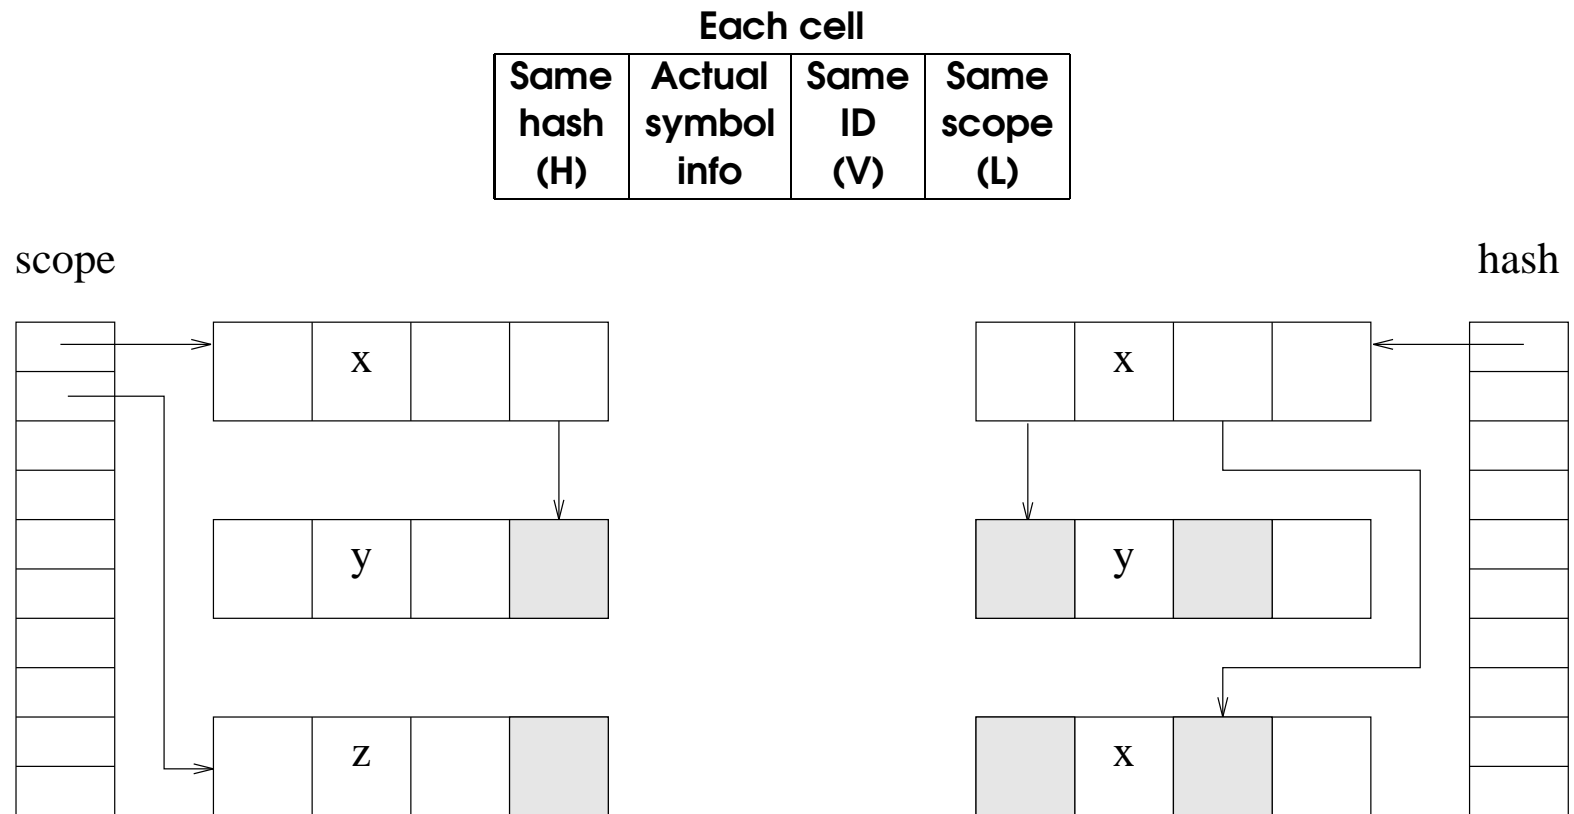 Each cell
Same Actual Same Same
hash symbol ID scope
(H) info (V) (L)
scope hash
x x
y y
z x